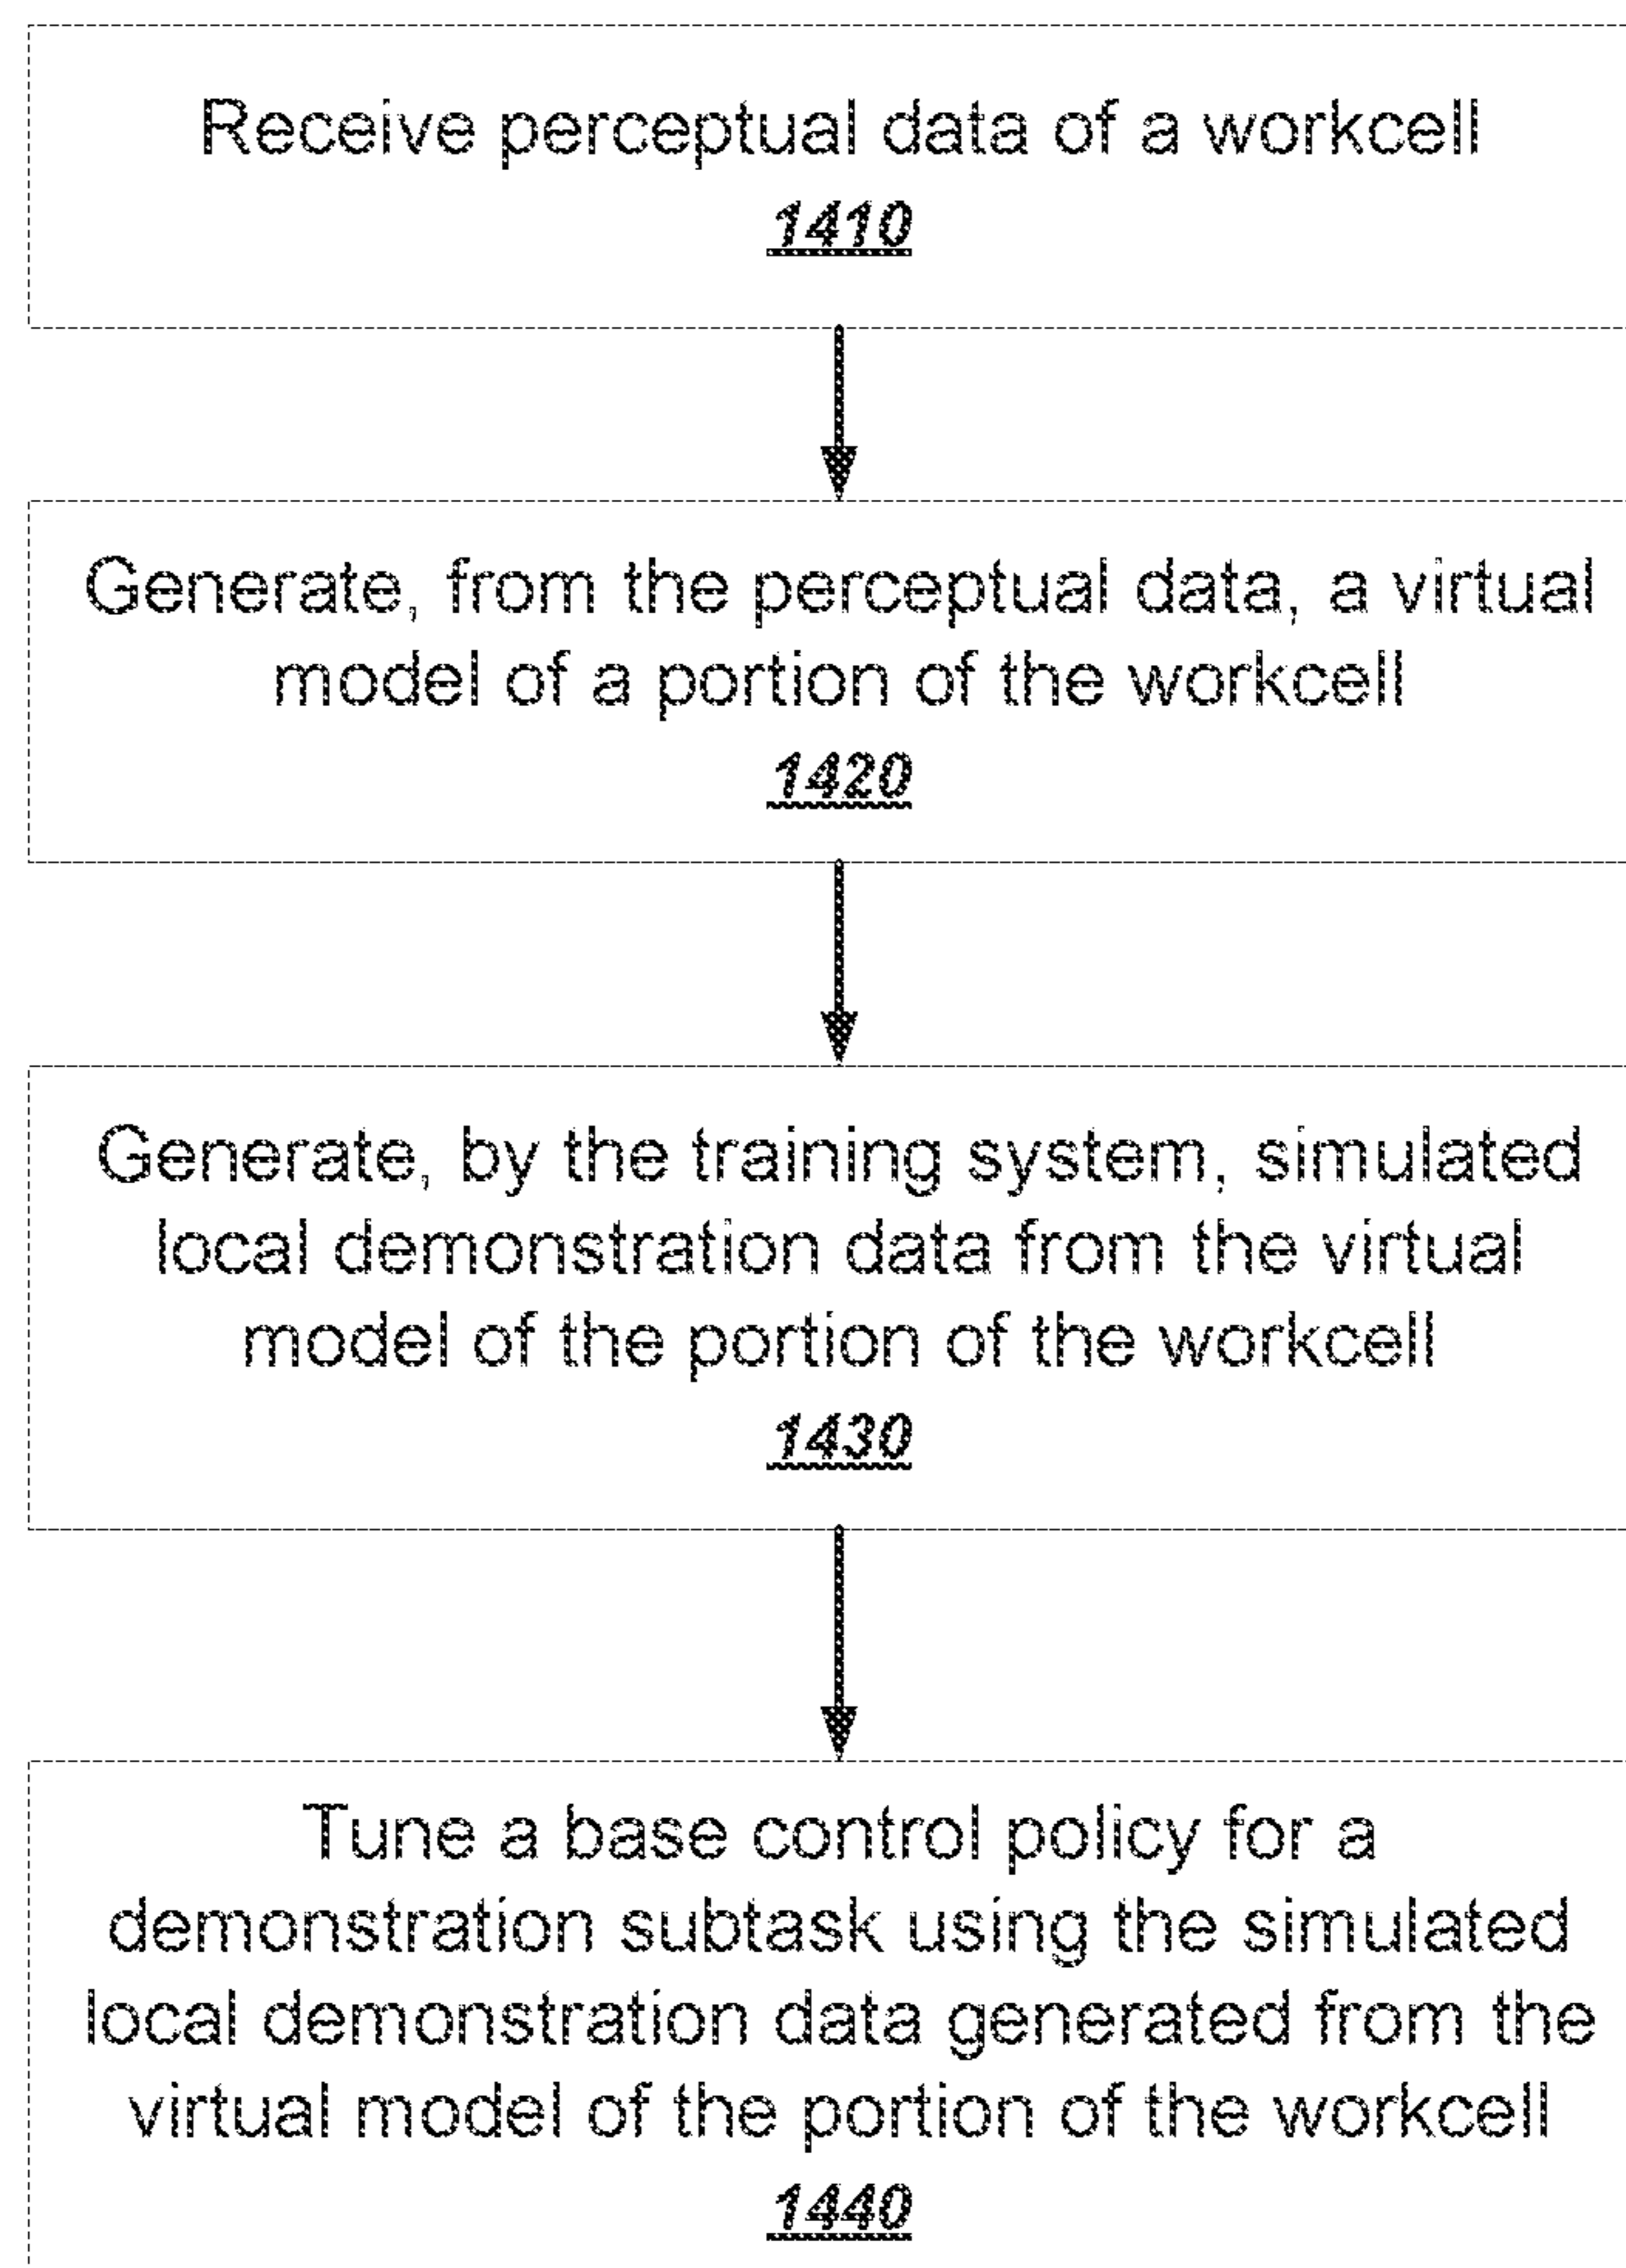 Receive perceptual data of a workcell
1410
Generate, from the perceptual data, a virtual
model of a portion of the workcell
1420
Generate, by the training system, simulated
local demonstration data from the virtual
model of the portion of the workcell
1430
Tune a base control policy for a
demonstration subtask using the simulated
local demonstration data generated from the
virtual model of the portion of the workcell
1440